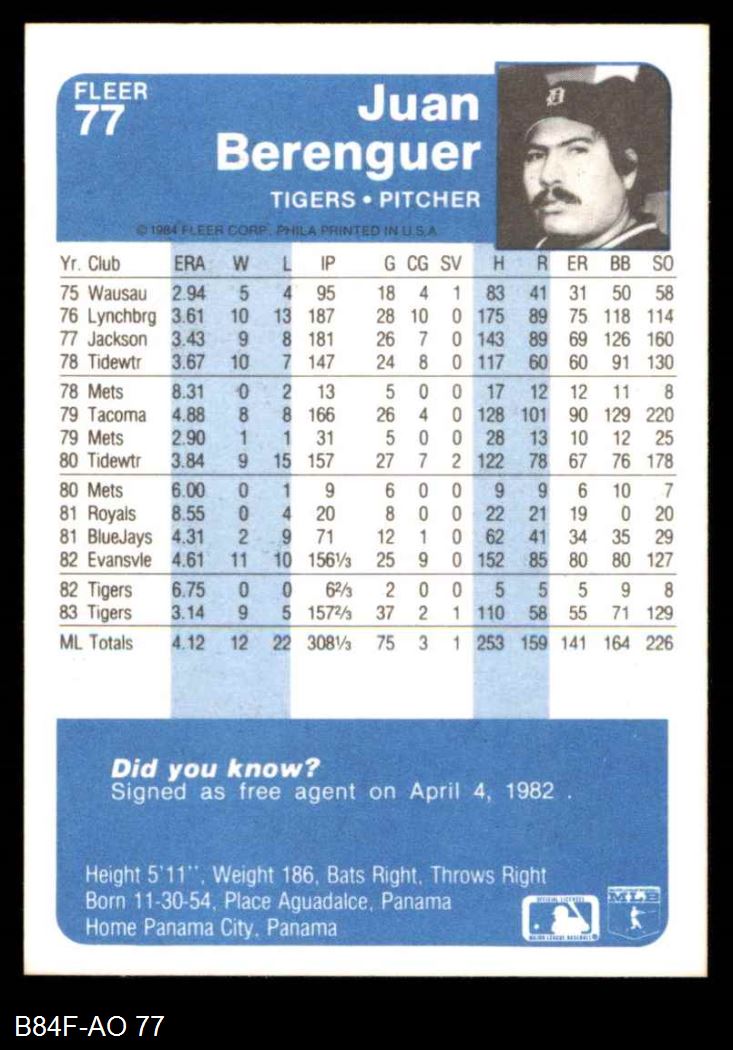 FLEER
77
Juan
Berenguer
TIGERS • PITCHER
© 1984 FLEER CORP. PHILA PRINTED IN U.S.A.
Yr. Club ERA W L IP G CG SV H R ER BB SO
75 Wausau 2.94 5 4 95 18 4 1 83 41 31 50 58
76 Lynchbrg 3.61 10 13 187 28 10 0 175 89 75 118 114
77 Jackson 3.43 9 8 181 26 7 0 143 89 69 126 160
78 Tidewtr 3.67 10 7 147 24 8 0 117 60 60 91 130
78 Mets 8.31 0 2 13 5 0 0 17 12 12 11 8
79 Tacoma 4.88 8 8 166 26 4 0 128 101 90 129 220
79 Mets 2.90 1 1 31 5 0 0 28 13 10 12 25
80 Tidewtr 3.84 9 15 157 27 7 2 122 78 67 76 178
80 Mets 6.00 0 1 9 6 0 0 9 9 6 10 7
81 Royals 8.55 0 4 20 8 0 0 22 21 19 0 20
81 BlueJays 4.31 2 9 71 12 1 0 62 41 34 35 29
82 Evansvle 4.61 11 10 156⅓ 25 9 0 152 85 80 80 127
82 Tigers 6.75 0 0 6⅔ 2 0 0 5 5 5 9 8
83 Tigers 3.14 9 5 157⅔ 37 2 1 110 58 55 71 129
ML Totals 4.12 12 22 308⅓ 75 3 1 253 159 141 164 226
Did you know?
Signed as free agent on April 4, 1982 .
Height 5'11'', Weight 186, Bats Right, Throws Right
Born 11-30-54, Place Aguadalce, Panama
Home Panama City, Panama
OFFICIAL LICENSEE
MAJOR LEAGUE BASEBALL
MLB
B84F-AO 77